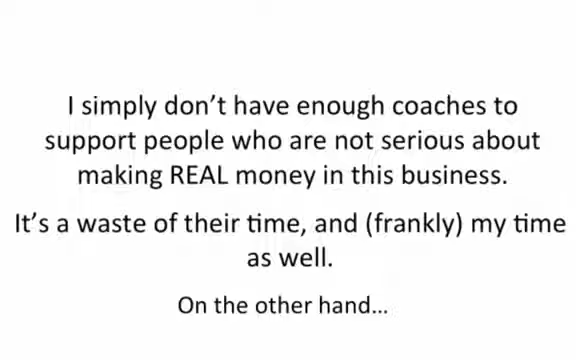 I simply don’t have enough coaches to
support people who are not serious about
making REAL money in this business.
It’s a waste of their time, and (frankly) my time
as well.
On the other hand…